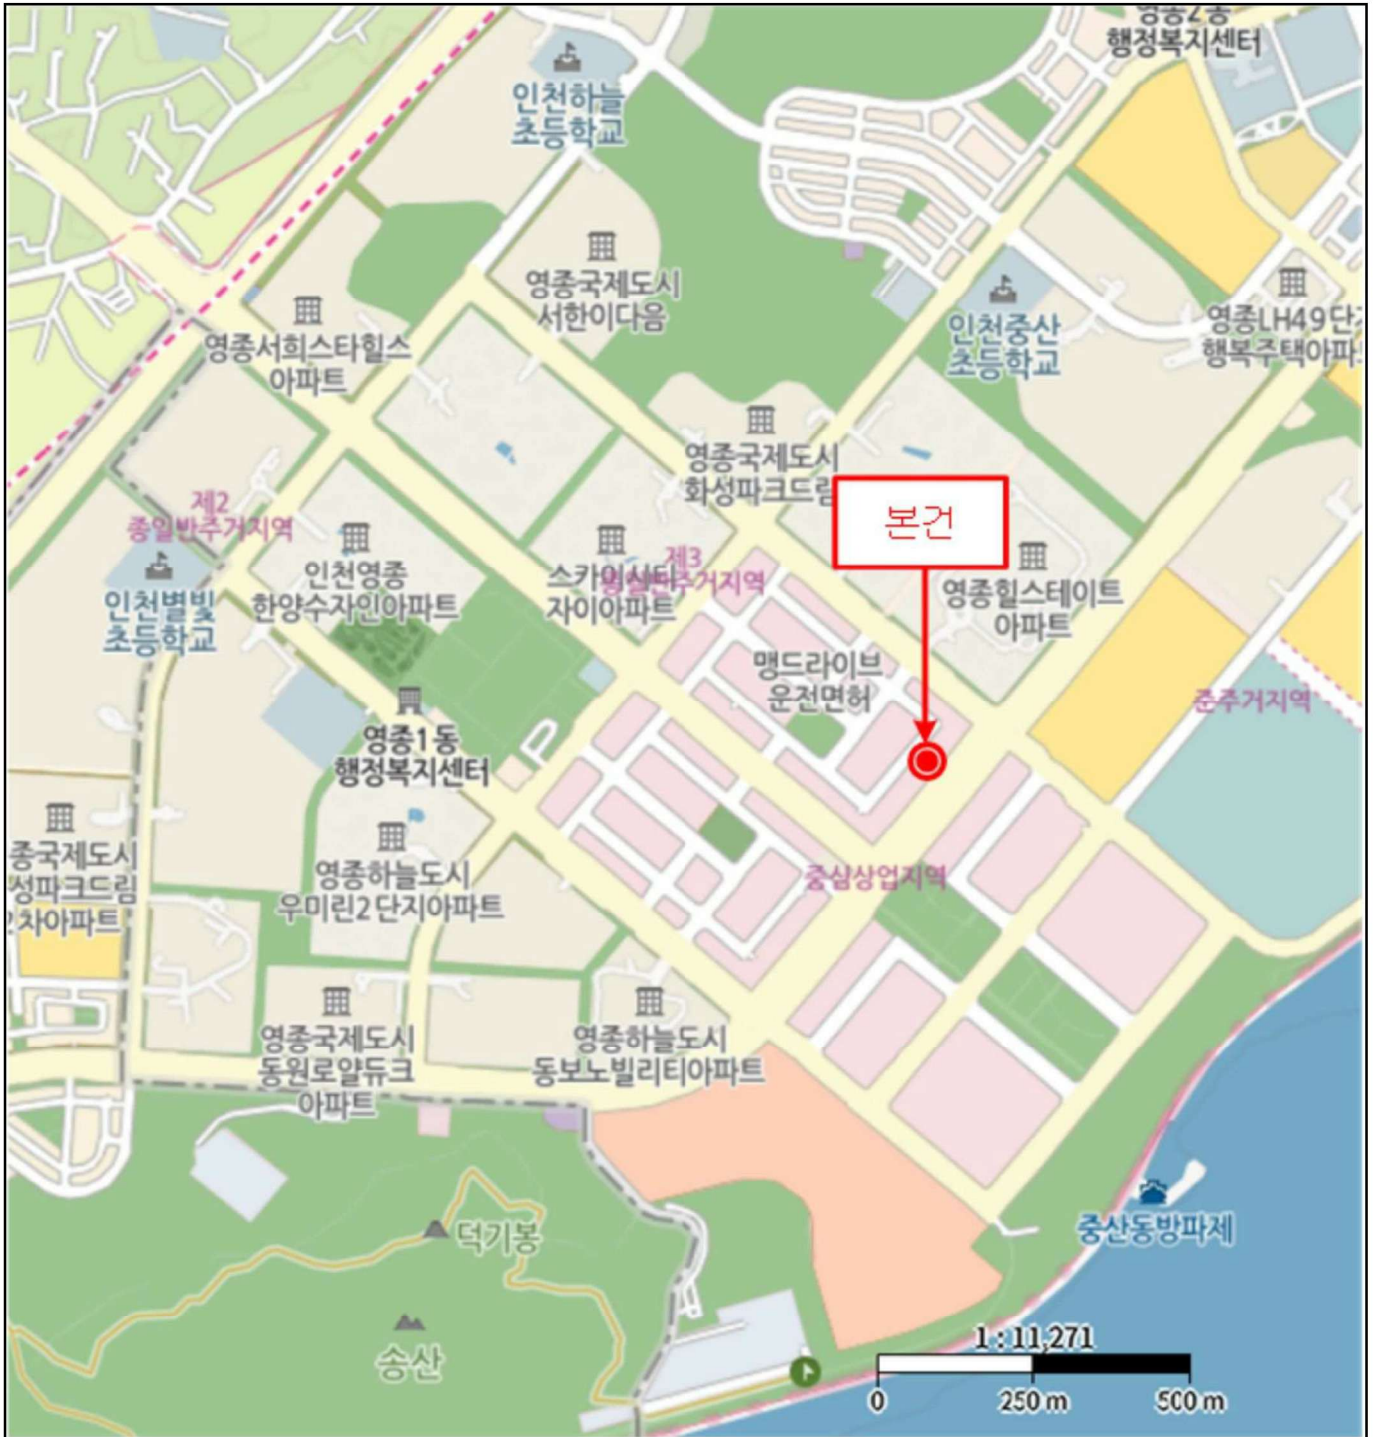 영종2동
행정복지센터
인천하늘
초등학교
영종국제도시
서한이다음
영종서희스타힐스
아파트
인천중산
초등학교
영종LH49단
행복주택아파
영종국제도시
화성파크드림
본건
제2
종일반주거지역
인천영종
한양수자인아파트
스카이시티
자이아파트
제3
종일반주거지역
영종힐스테이트
아파트
인천별빛
초등학교
맹드라이브
운전면허
준주거지역
영종1동
행정복지센터
종국제도시
성파크드림
2차아파트
영종하늘도시
우미린2단지아파트
중심상업지역
영종국제도시
동원로얄듀크
아파트
영종하늘도시
동보노빌리티아파트
덕기봉
송산
중산동방파제
1 : 11,271
0 250 m 500 m